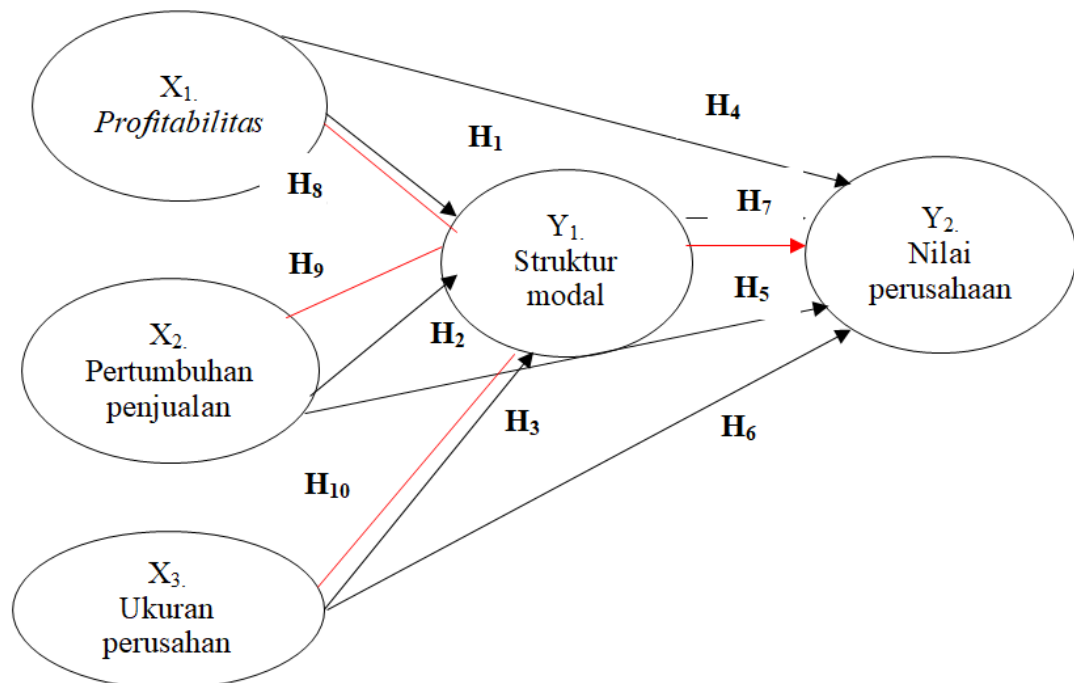 X₁.
Profitabilitas
H₄
H₁
H₈
H₇
Y₁.
Struktur
modal
Y₂.
Nilai
perusahaan
H₉
H₅
H₂
X₂.
Pertumbuhan
penjualan
H₃
H₆
H₁₀
X₃.
Ukuran
perusahan